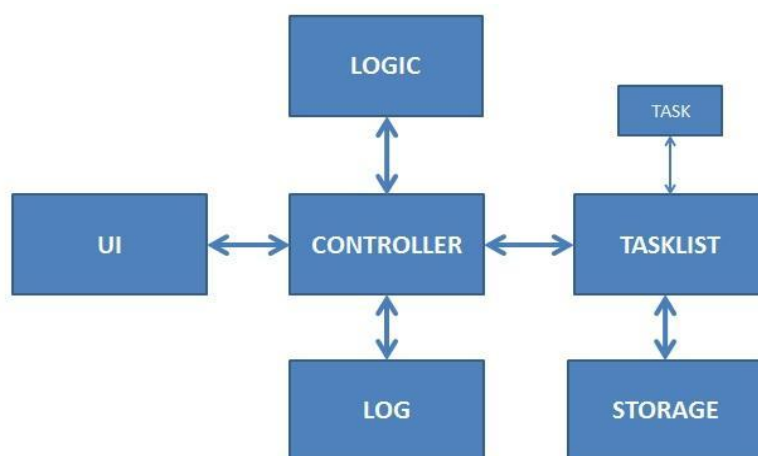 LOGIC
TASK
UI
CONTROLLER
TASKLIST
LOG
STORAGE